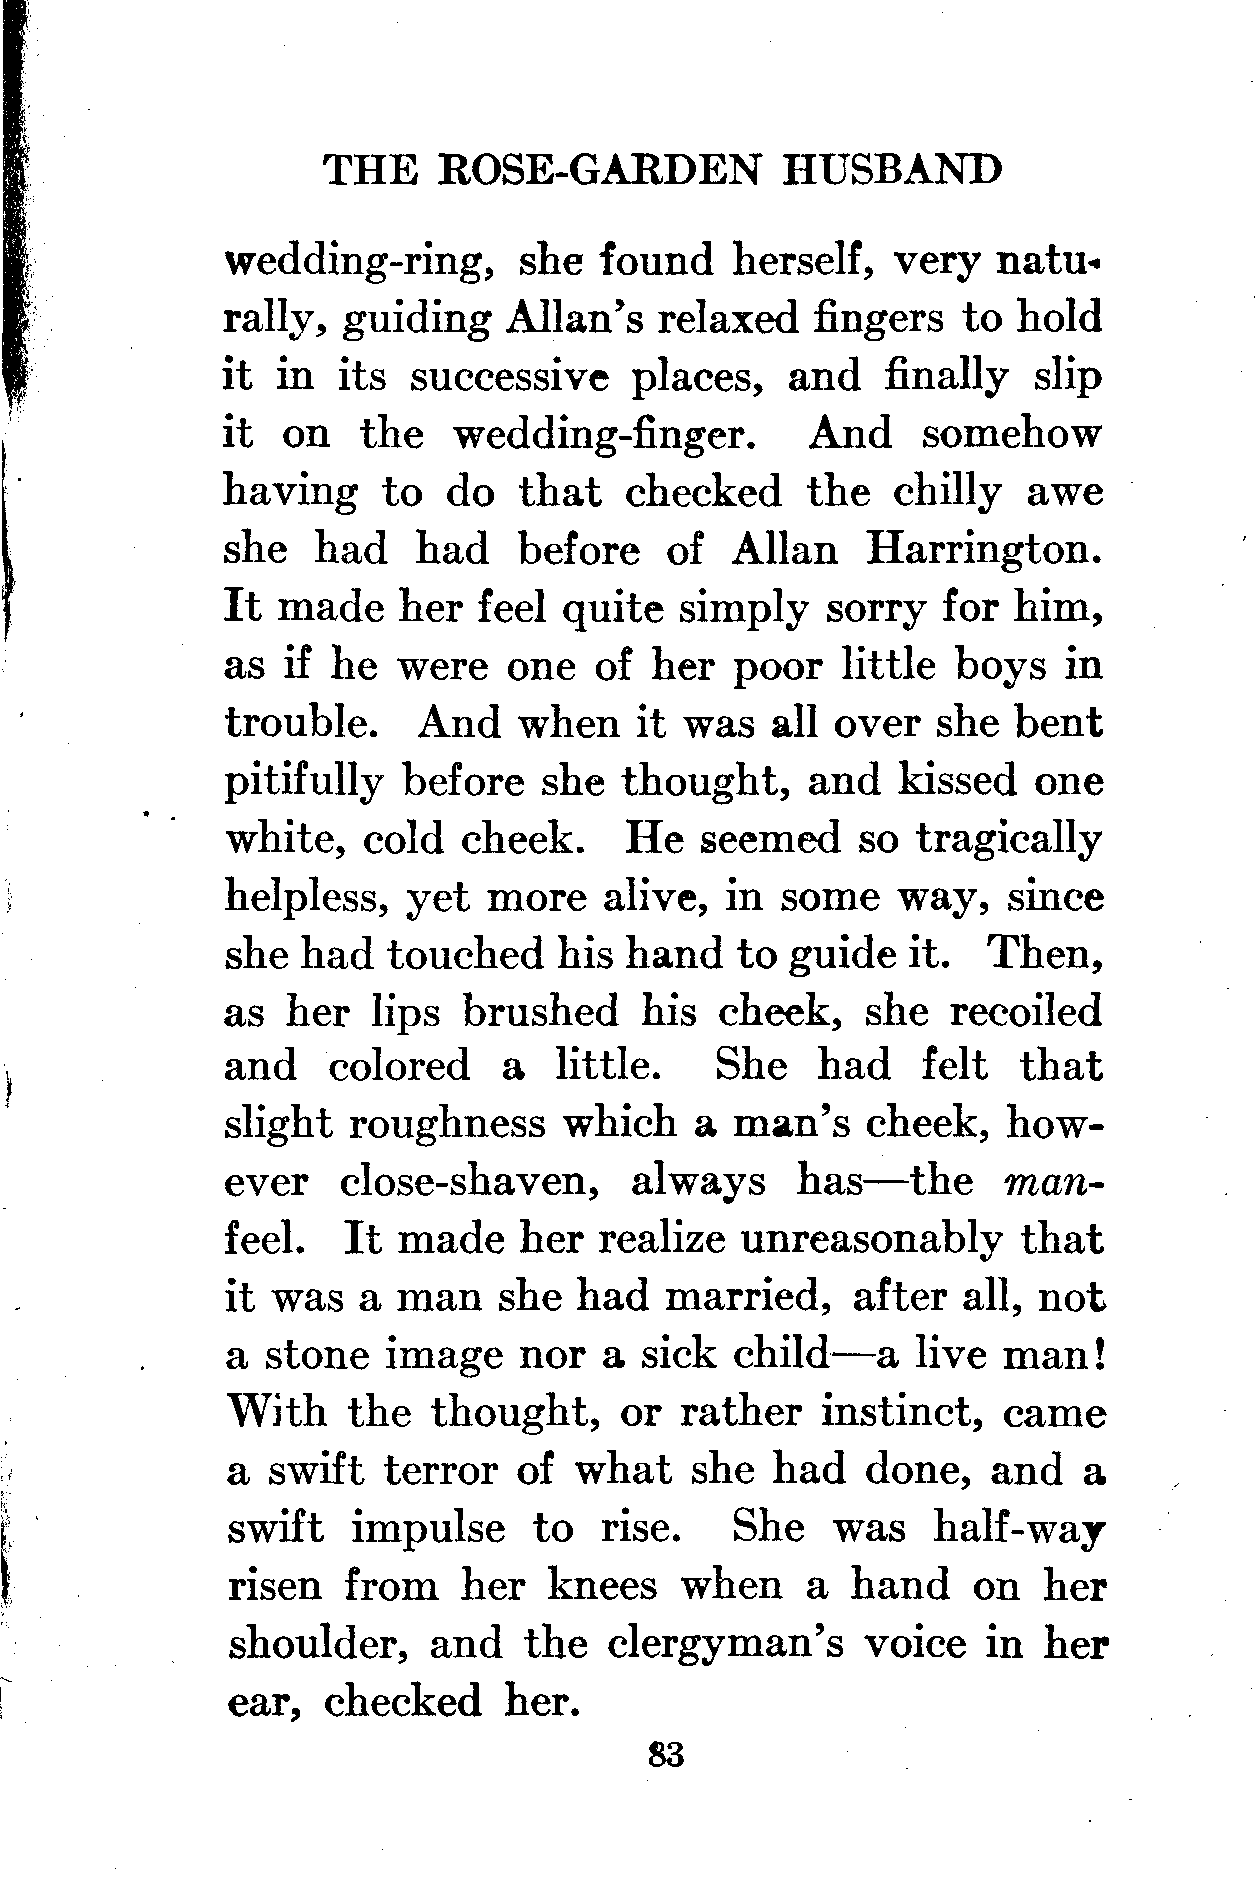 THE ROSE-GARDEN HUSBAND
wedding-ring, she found herself, very natu-
rally, guiding Allan's relaxed fingers to hold
it in its successive places, and finally slip
it on the wedding-finger. And somehow
having to do that checked the chilly awe
she had had before of Allan Harrington.
It made her feel quite simply sorry for him,
as if he were one of her poor little boys in
trouble. And when it was all over she bent
pitifully before she thought, and kissed one
white, cold cheek. He seemed so tragically
helpless, yet more alive, in some way, since
she had touched his hand to guide it. Then,
as her lips brushed his cheek, she recoiled
and colored a little. She had felt that
slight roughness which a man's cheek, how-
ever close-shaven, always has—the man-
feel. It made her realize unreasonably that
it was a man she had married, after all, not
a stone image nor a sick child—a live man!
With the thought, or rather instinct, came
a swift terror of what she had done, and a
swift impulse to rise. She was half-way
risen from her knees when a hand on her
shoulder, and the clergyman's voice in her
ear, checked her.
83